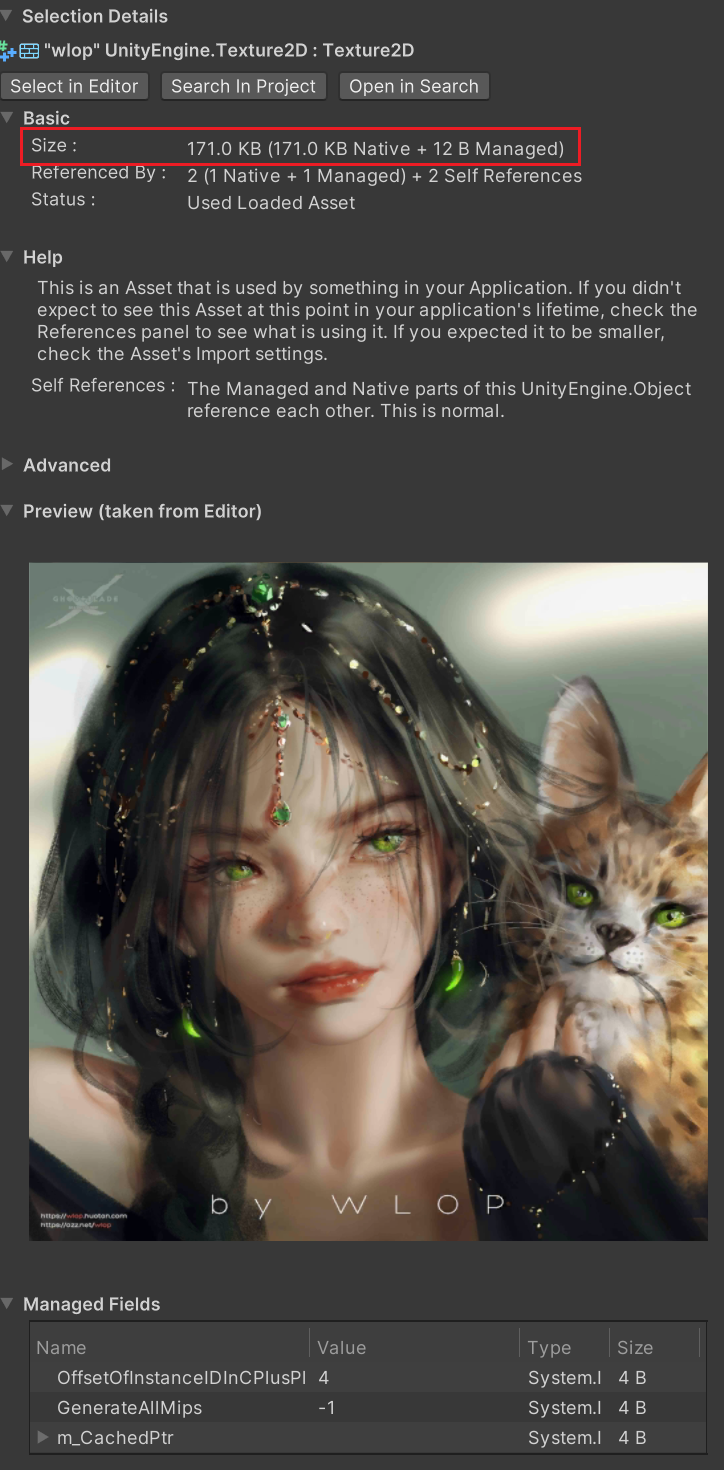 Selection Details
"wlop" UnityEngine.Texture2D : Texture2D
Select in Editor Search In Project Open in Search
Basic
Size : 171.0 KB (171.0 KB Native + 12 B Managed)
Referenced By : 2 (1 Native + 1 Managed) + 2 Self References
Status : Used Loaded Asset
Help
This is an Asset that is used by something in your Application. If you didn't
expect to see this Asset at this point in your application's lifetime, check the
References panel to see what is using it. If you expected it to be smaller,
check the Asset's Import settings.
Self References : The Managed and Native parts of this UnityEngine.Object
reference each other. This is normal.
Advanced
Preview (taken from Editor)
by WLOP
https://wlop.huotan.com
https://azz.net/wlop
Managed Fields
Name Value Type Size
OffsetOfInstanceIDInCPlusPl 4 System.I 4 B
GenerateAllMips -1 System.I 4 B
m_CachedPtr System.I 4 B